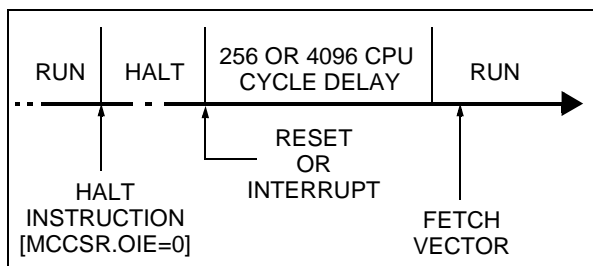 RUN
HALT
256 OR 4096 CPU
CYCLE DELAY
RUN
RESET
OR
INTERRUPT
HALT
INSTRUCTION
[MCCSR.OIE=0]
FETCH
VECTOR